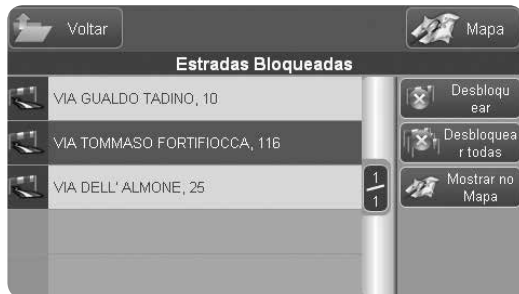 Voltar
Mapa
Estradas Bloqueadas
VIA GUALDO TADINO, 10
VIA TOMMASO FORTIFIOCCA, 116
VIA DELL' ALMONE, 25
1
1
Desbloqu
ear
Desbloquea
r todas
Mostrar no
Mapa